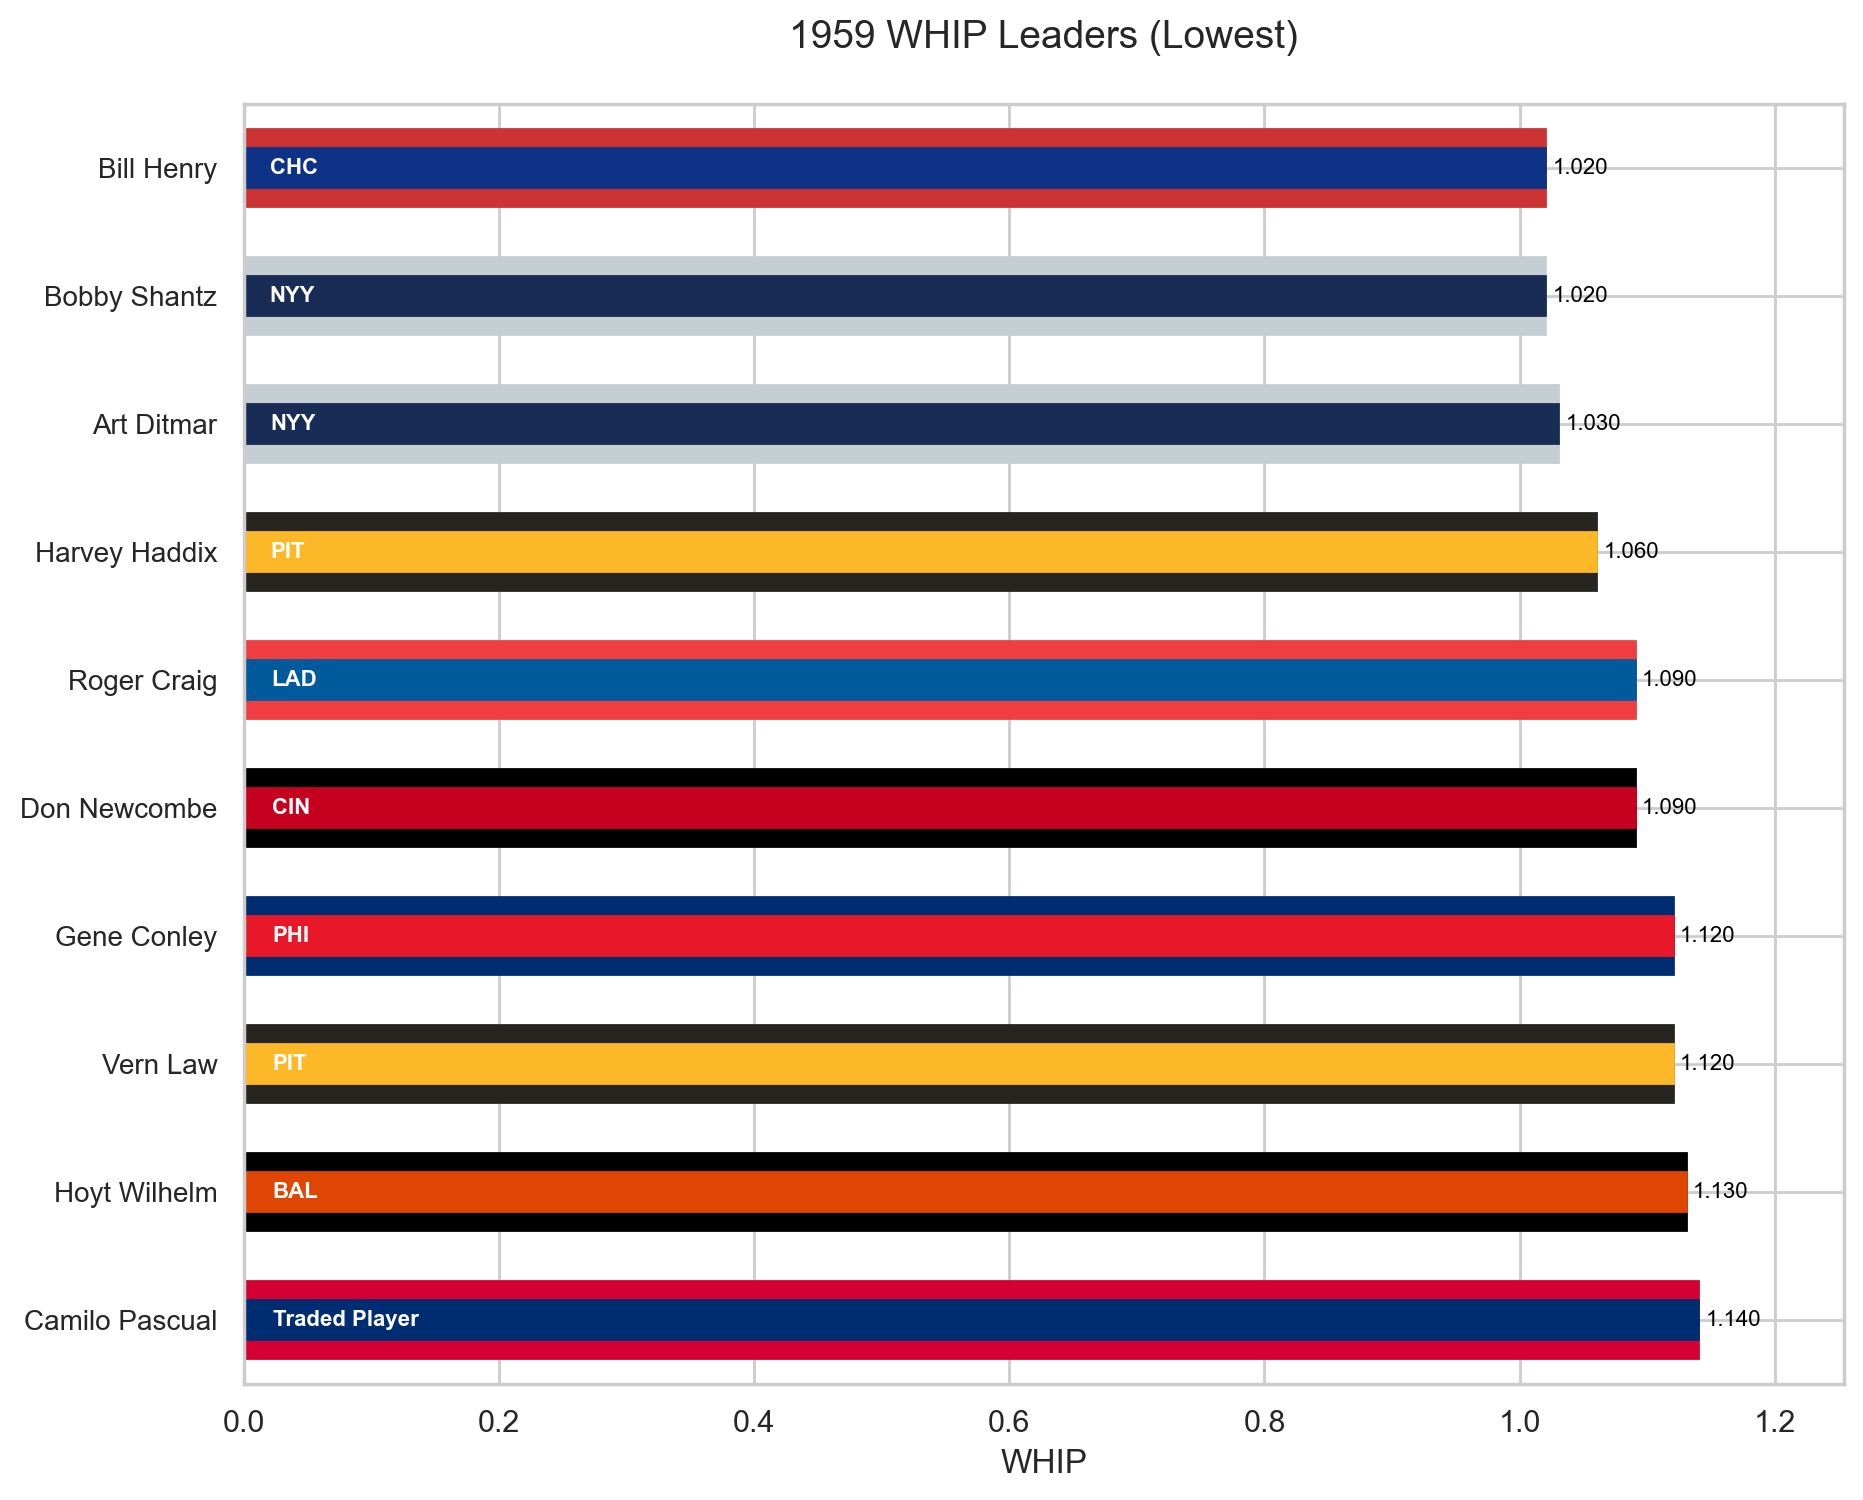 1959 WHIP Leaders (Lowest)
Bill Henry CHC 1.020
Bobby Shantz NYY 1.020
Art Ditmar NYY 1.030
Harvey Haddix PIT 1.060
Roger Craig LAD 1.090
Don Newcombe CIN 1.090
Gene Conley PHI 1.120
Vern Law PIT 1.120
Hoyt Wilhelm BAL 1.130
Camilo Pascual Traded Player 1.140
0.0 0.2 0.4 0.6 0.8 1.0 1.2
WHIP